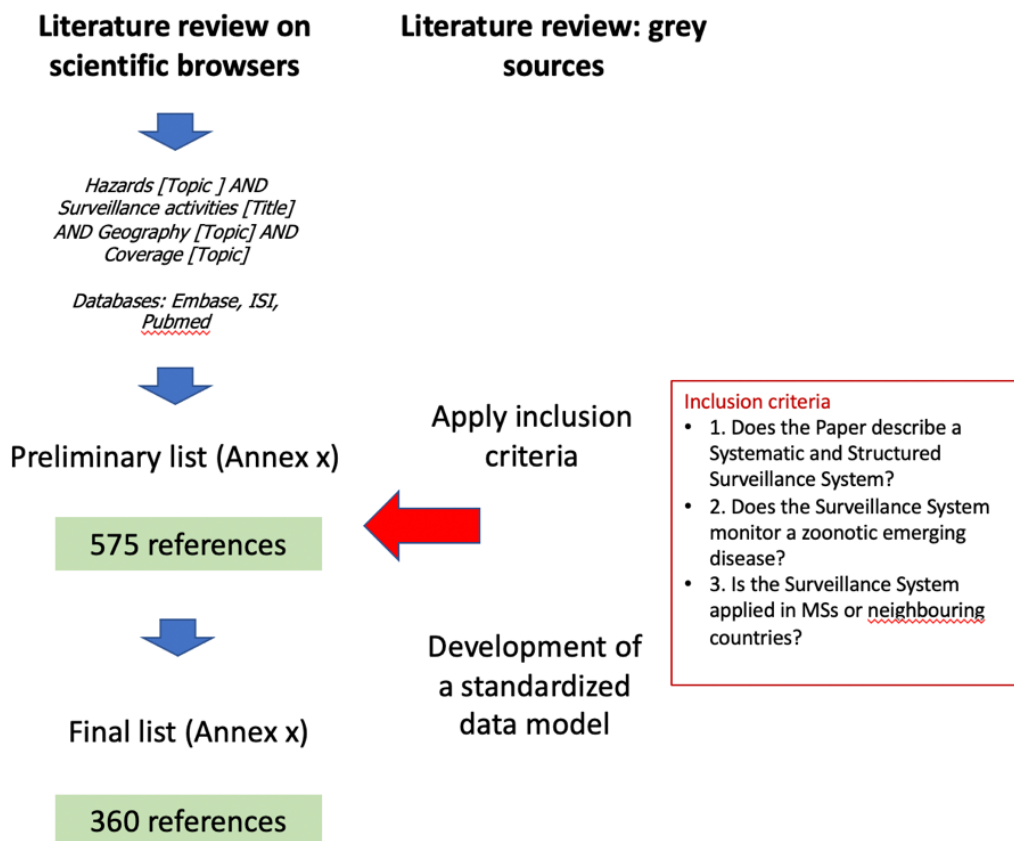 Literature review on
scientific browsers
Literature review: grey
sources
Hazards [Topic ] AND
Surveillance activities [Title]
AND Geography [Topic] AND
Coverage [Topic]
Databases: Embase, ISI,
Pubmed
Preliminary list (Annex x)
575 references
Apply inclusion
criteria
Inclusion criteria
• 1. Does the Paper describe a
Systematic and Structured
Surveillance System?
• 2. Does the Surveillance System
monitor a zoonotic emerging
disease?
• 3. Is the Surveillance System
applied in MSs or neighbouring
countries?
Development of
a standardized
data model
Final list (Annex x)
360 references